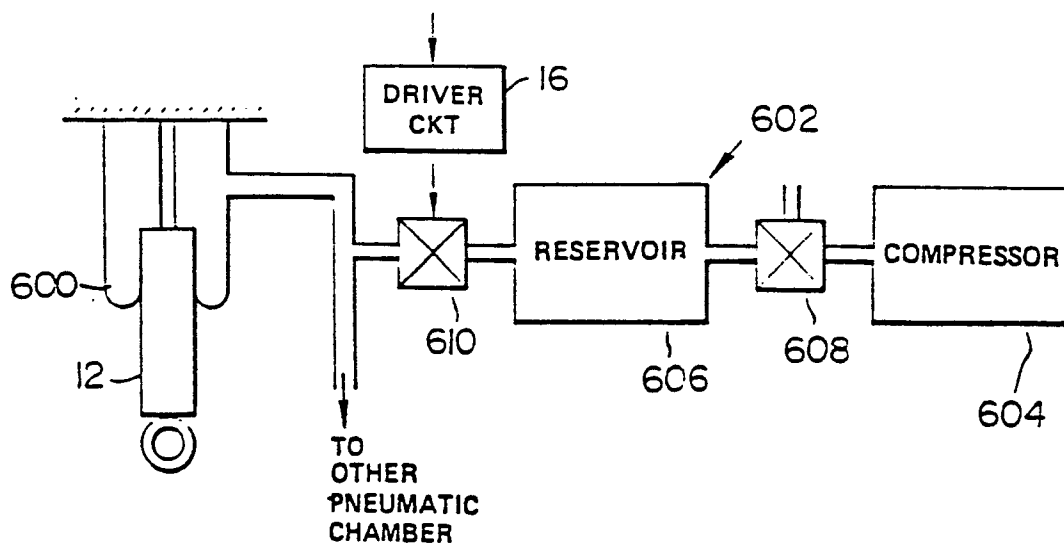 DRIVER
CKT
16
602
RESERVOIR
COMPRESSOR
600
610
608
606
12
604
TO
OTHER
PNEUMATIC
CHAMBER